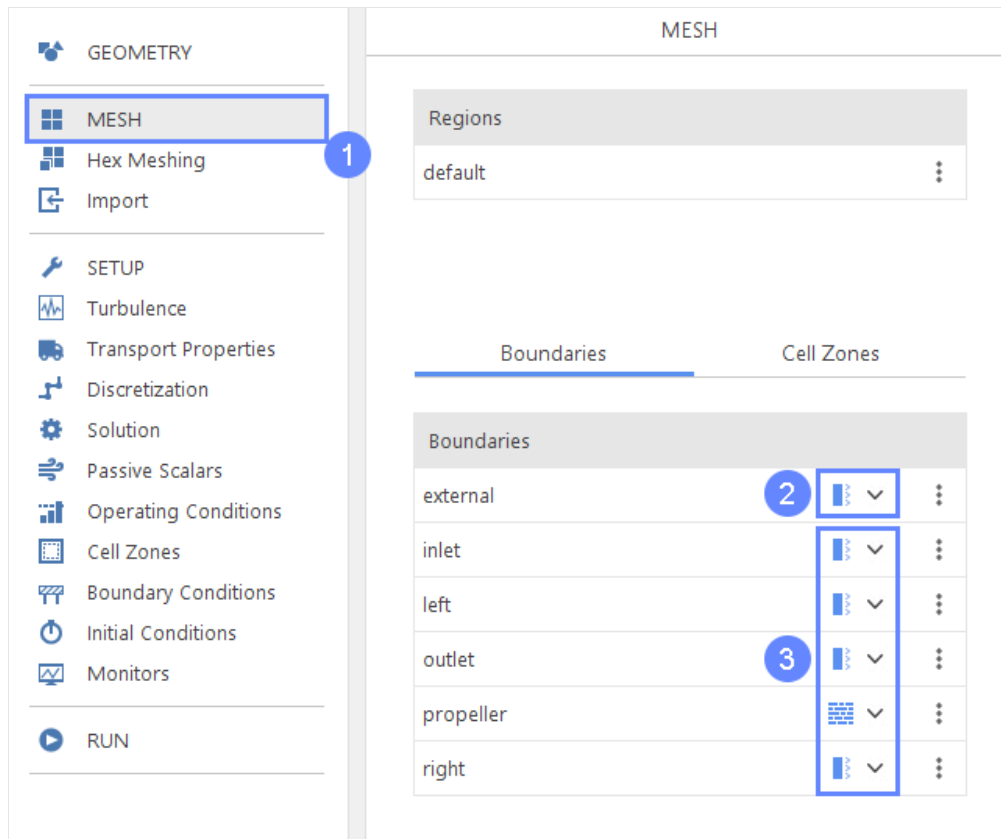 MESH
GEOMETRY
MESH
1
Hex Meshing
Import
SETUP
Turbulence
Transport Properties
Discretization
Solution
Passive Scalars
Operating Conditions
Cell Zones
Boundary Conditions
Initial Conditions
Monitors
RUN
Regions
default
Boundaries Cell Zones
Boundaries
external 2
inlet
left
outlet 3
propeller
right